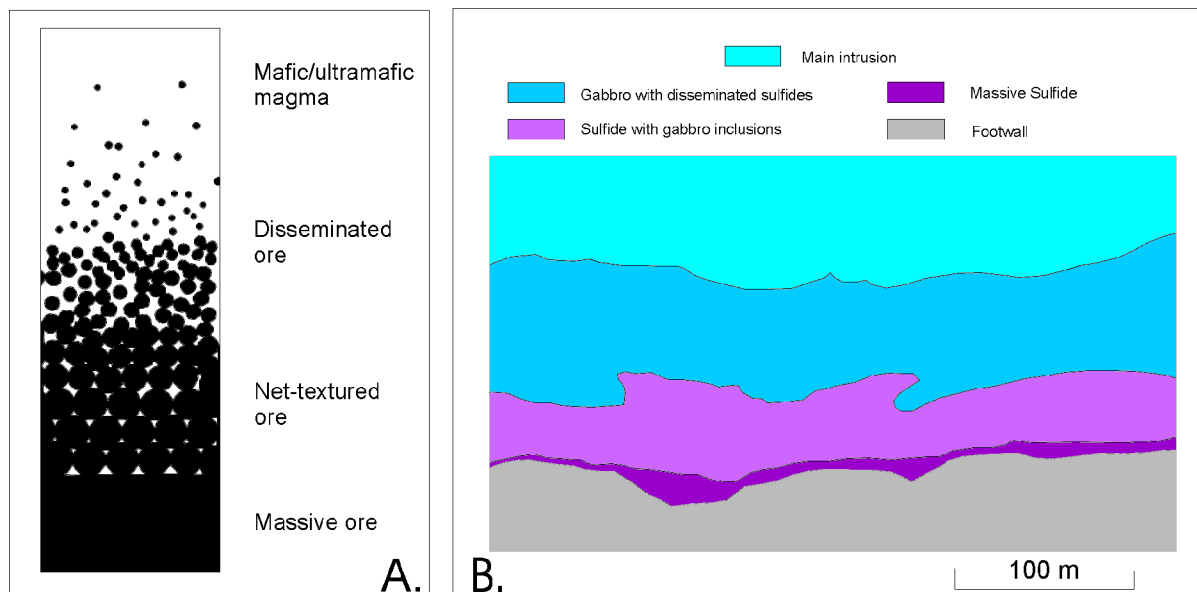 Mafic/ultramafic
magma
Disseminated
ore
Net-textured
ore
Massive ore
A.
Main intrusion
Gabbro with disseminated sulfides
Massive Sulfide
Sulfide with gabbro inclusions
Footwall
B.
100 m